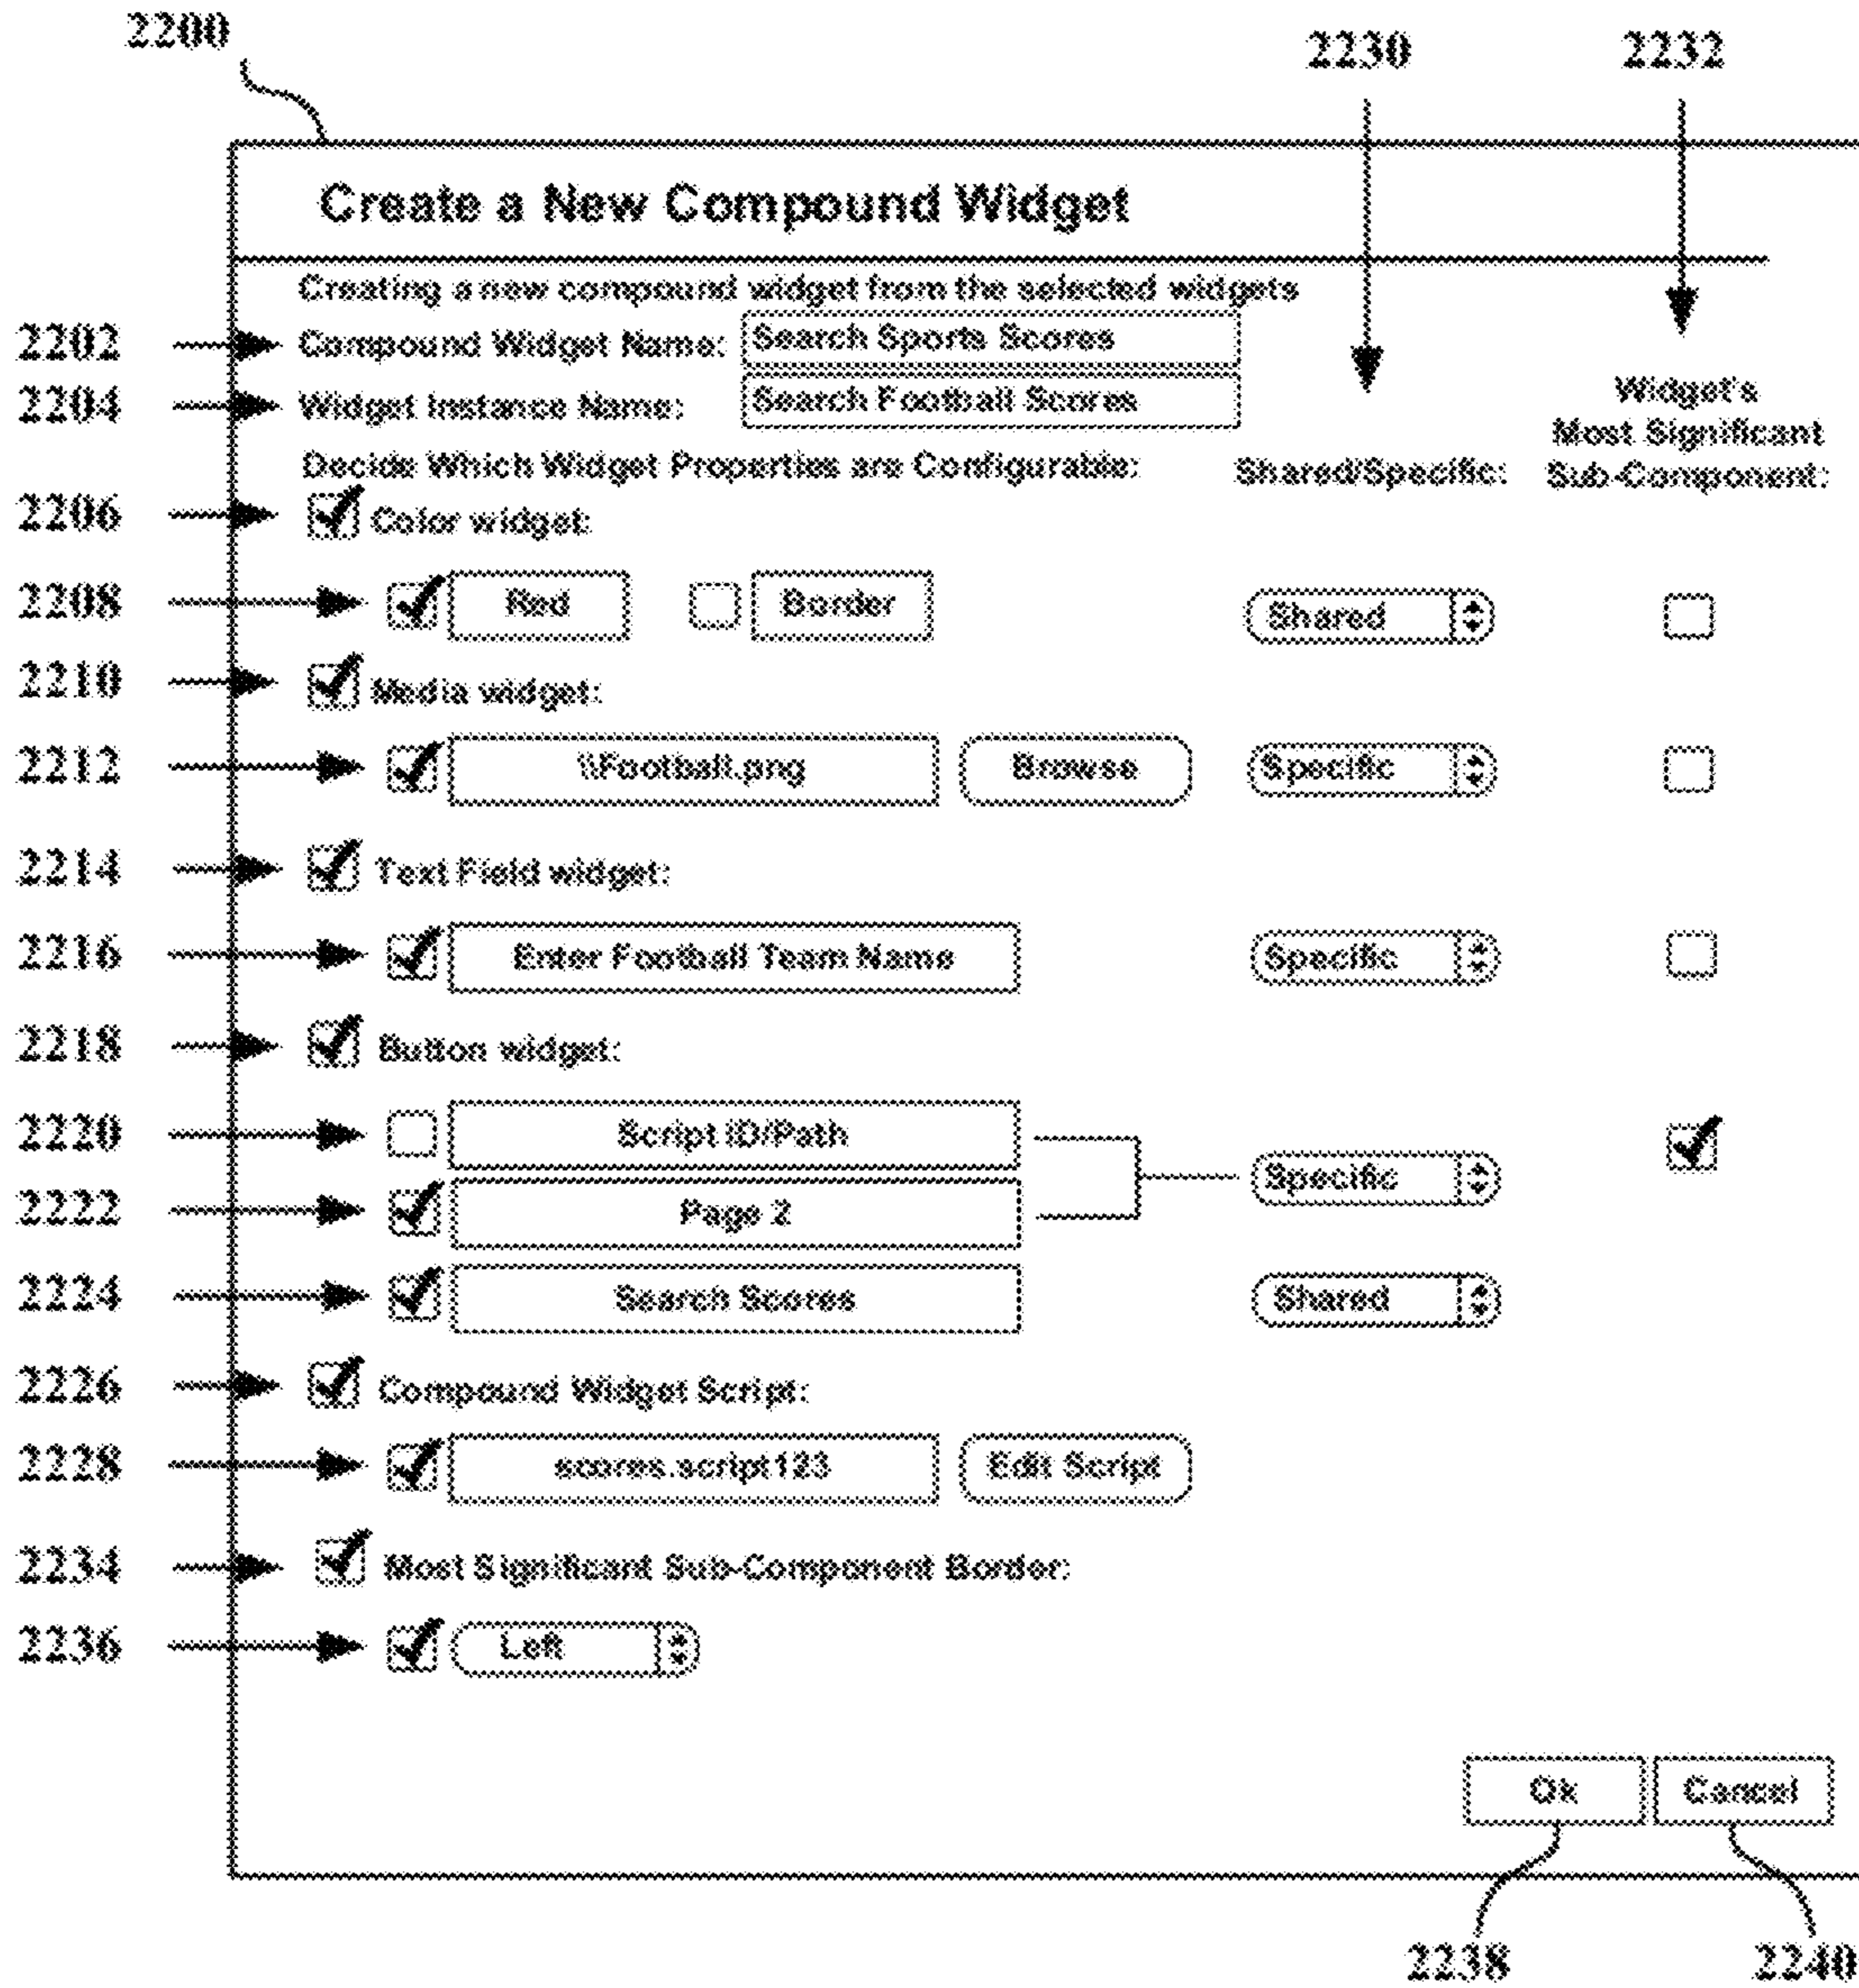 2200
2230
2232
Create a New Compound Widget
Creating a new compound widget from the selected widgets
2202 Compound Widget Name: Search Sports Scores
2204 Widget Instance Name: Search Football Scores
Widget's
Most Significant
Sub-Component:
Decide Which Widget Properties are Configurable: Shared/Specific:
2206 Color widget:
2208 Red Border Shared
2210 Media widget:
2212 \\Football.png Browse Specific
2214 Text Field widget:
2216 Enter Football Team Name Specific
2218 Button widget:
2220 Script ID/Path
Specific
2222 Page 2
2224 Search Scores Shared
2226 Compound Widget Script:
2228 scores.script123 Edit Script
2234 Most Significant Sub-Component Border:
2236 Left
Ok Cancel
2238 2240